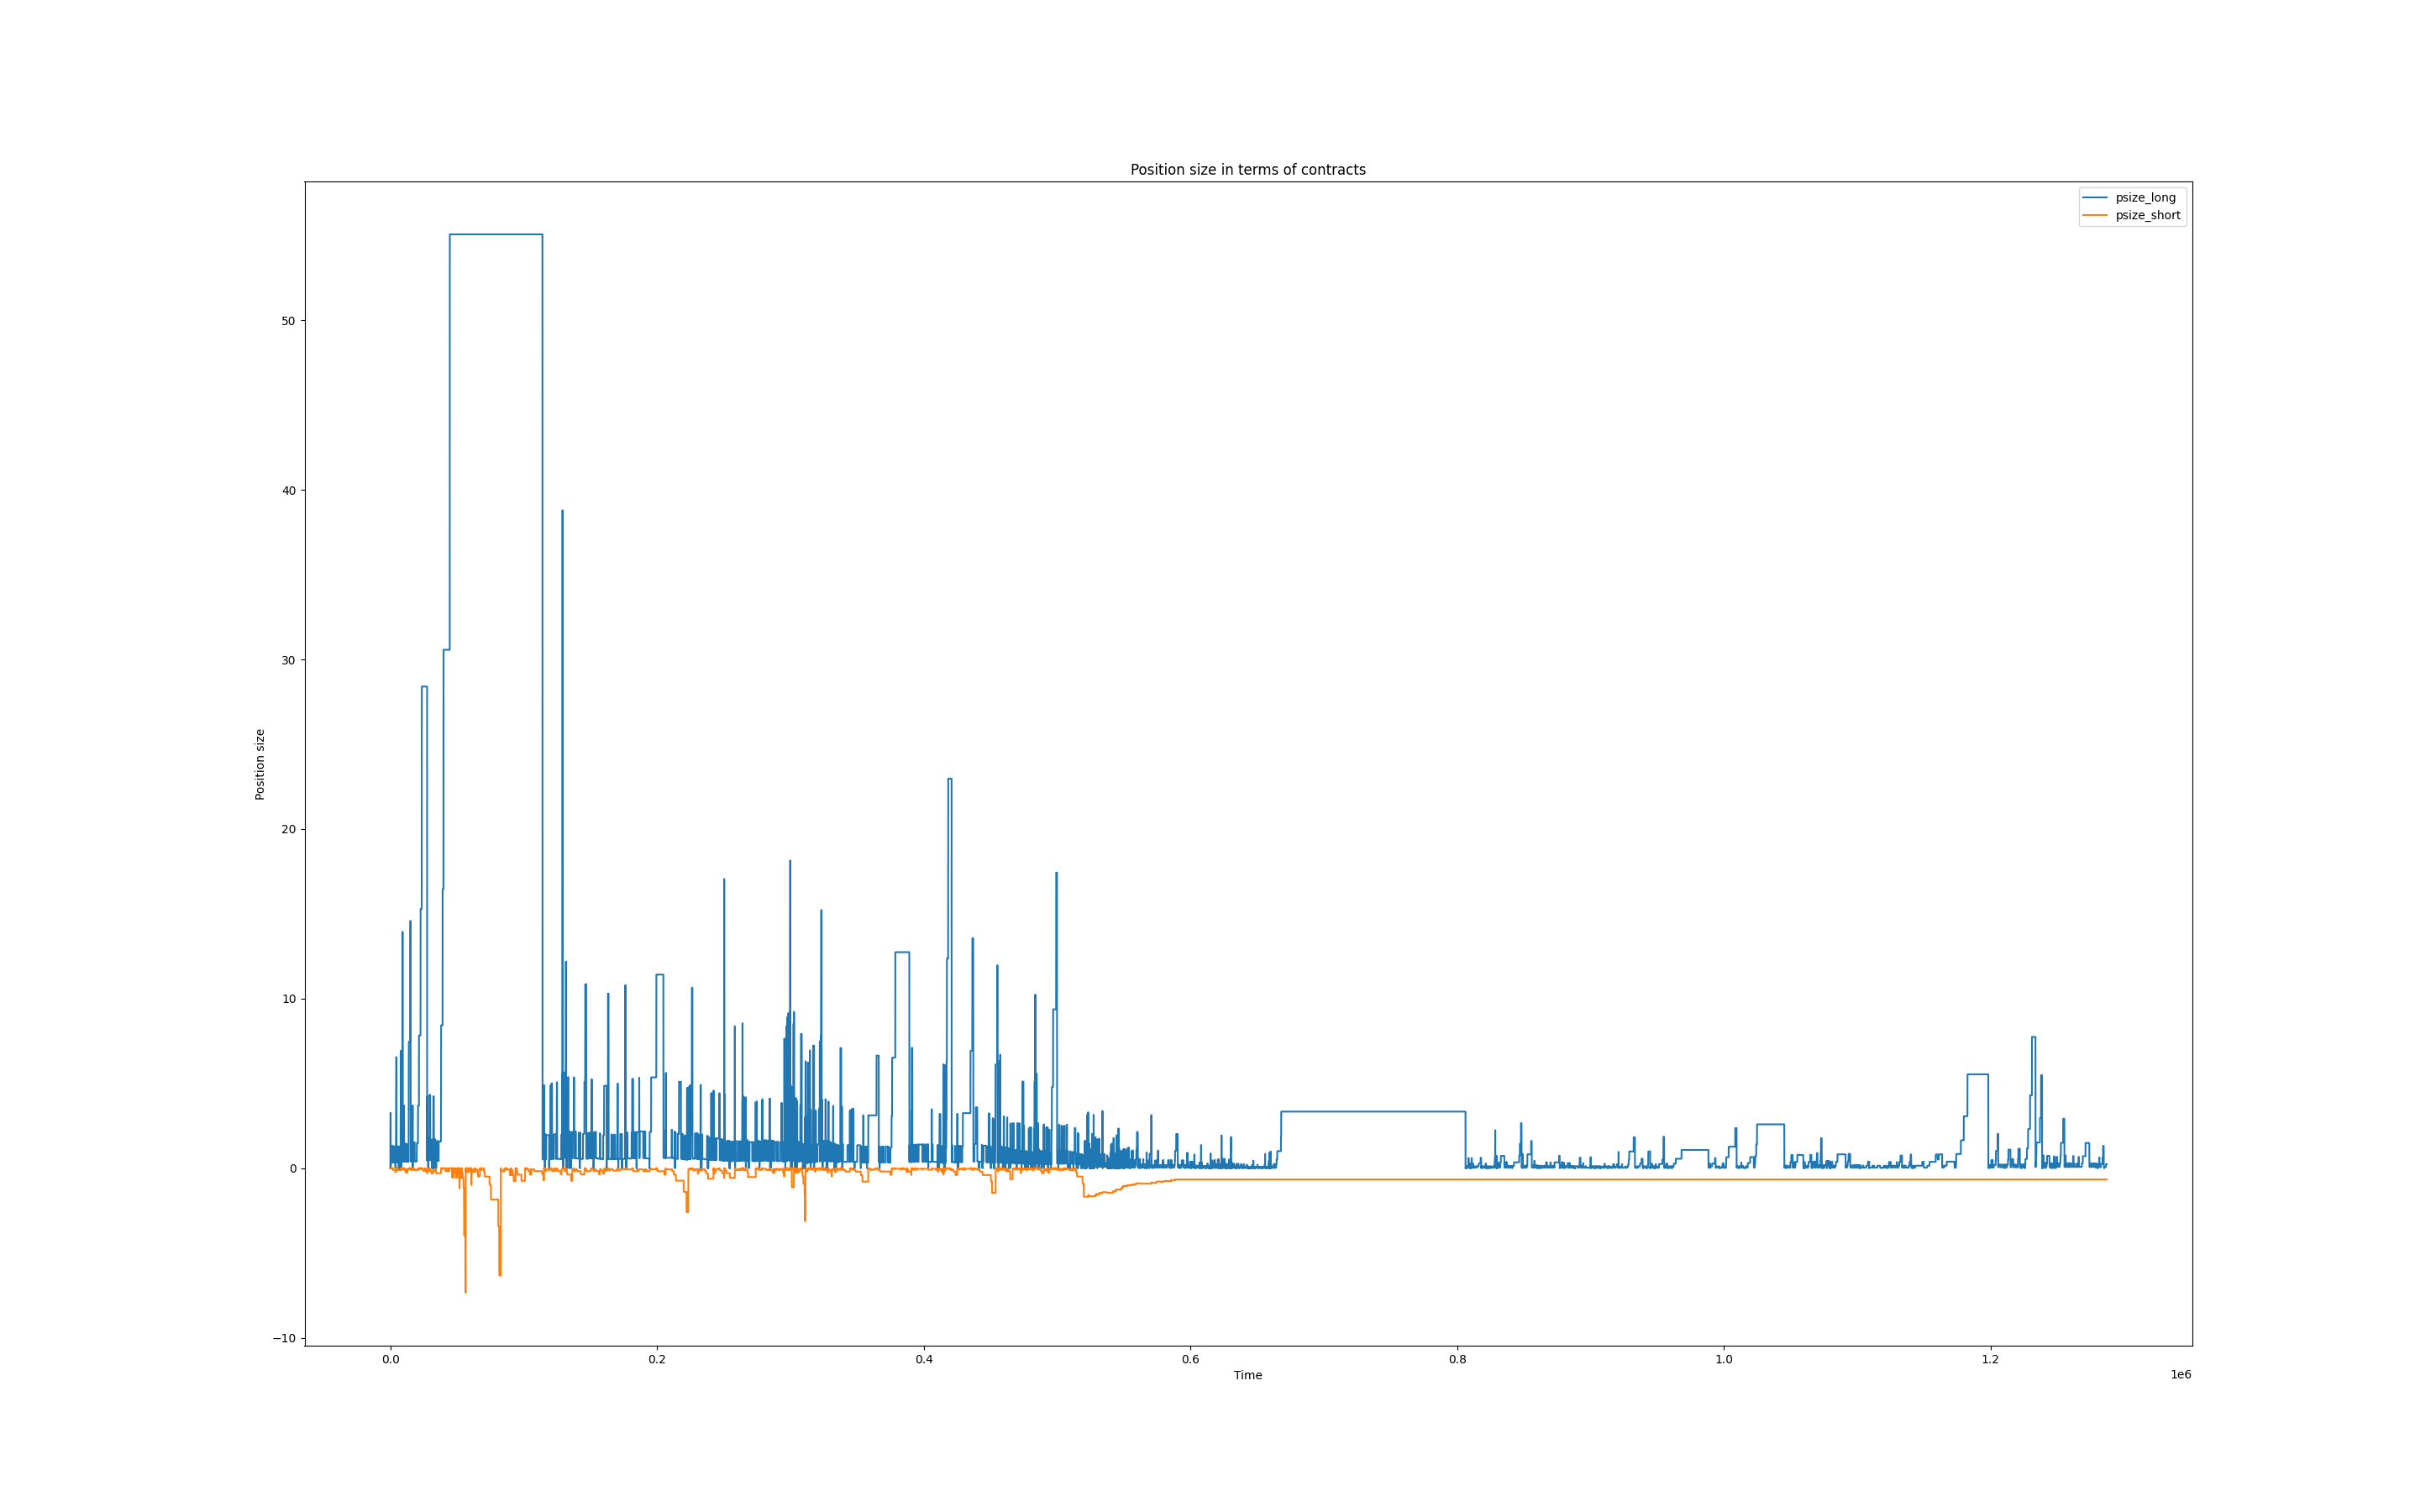 Position size in terms of contracts
psize_long
psize_short
Position size
50
40
30
20
10
0
−10
0.0 0.2 0.4 0.6 0.8 1.0 1.2
Time
1e6